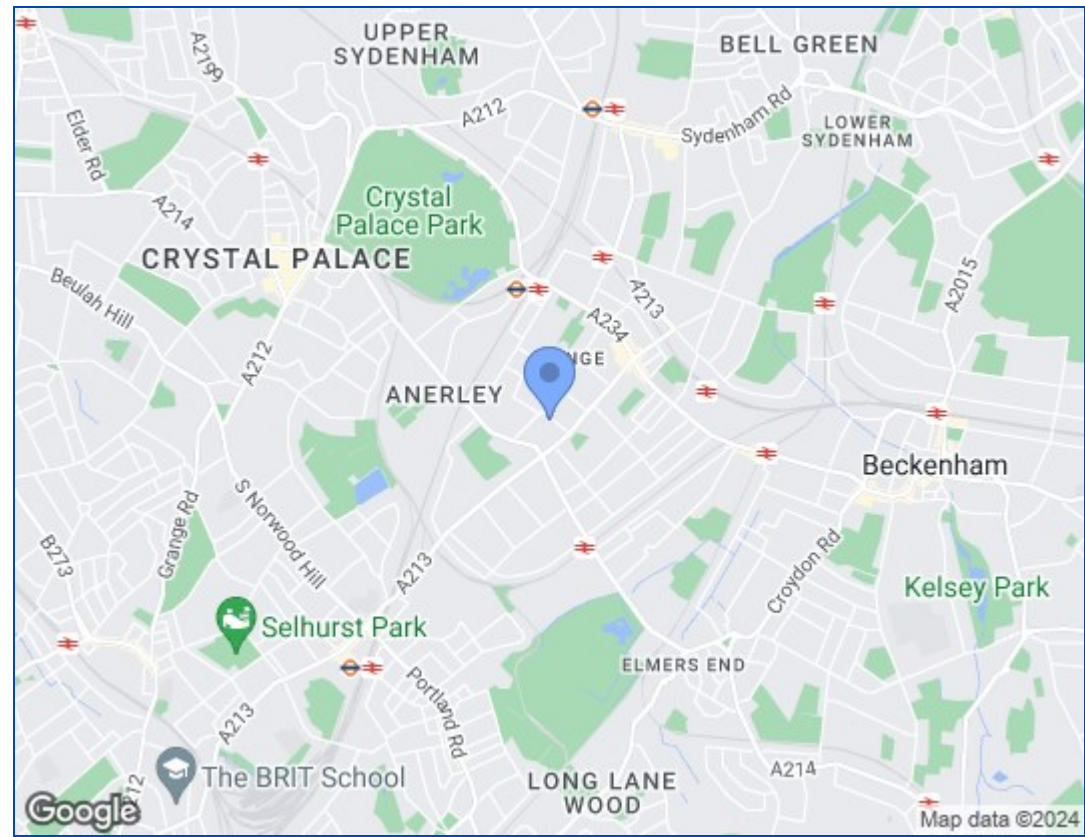 UPPER
SYDENHAM
BELL GREEN
A2199
A212
Sydenham Rd
LOWER
SYDENHAM
Elder Rd
A214
Crystal
Palace Park
CRYSTAL PALACE
Beulah Hill
A213
A2015
A234
NGE
A212
ANERLEY
Beckenham
Grange Rd
S Norwood Hill
B273
A213
Croydon Rd
Kelsey Park
Selhurst Park
ELMERS END
Portland Rd
A213
A214
The BRIT School
LONG LANE
WOOD
212
Google
Map data ©2024